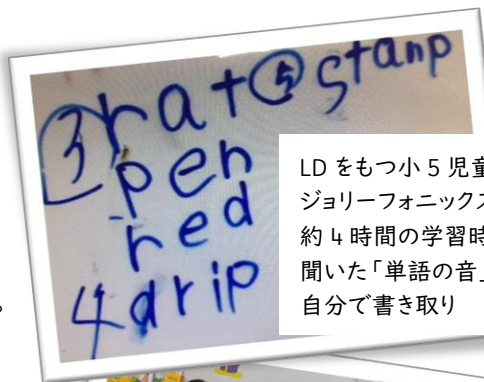 ③ rat ⑤ stanp
pen
red
4 drip
LD をもつ小 5 児童
ジョリーフォニックス
約 4 時間の学習時
聞いた「単語の音」
自分で書き取り
。